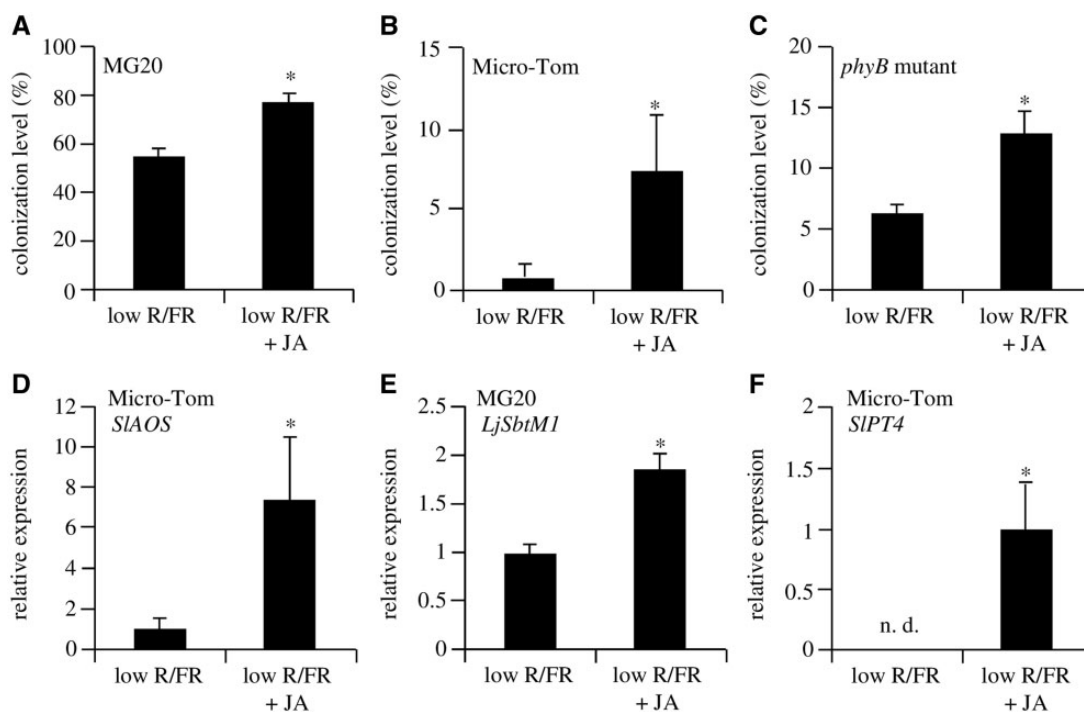 A
MG20
colonization level (%)
100
80
60
40
20
0
*
low R/FR
low R/FR
+ JA
B
Micro-Tom
colonization level (%)
15
10
5
0
*
low R/FR
low R/FR
+ JA
C
phyB mutant
colonization level (%)
20
15
10
5
0
*
low R/FR
low R/FR
+ JA
D
Micro-Tom
SlAOS
relative expression
12
10
8
6
4
2
0
*
low R/FR
low R/FR
+ JA
E
MG20
LjSbtM1
relative expression
2.5
2
1.5
1
0.5
0
*
low R/FR
low R/FR
+ JA
F
Micro-Tom
SlPT4
relative expression
2
1.5
1
0.5
0
n. d.
*
low R/FR
low R/FR
+ JA